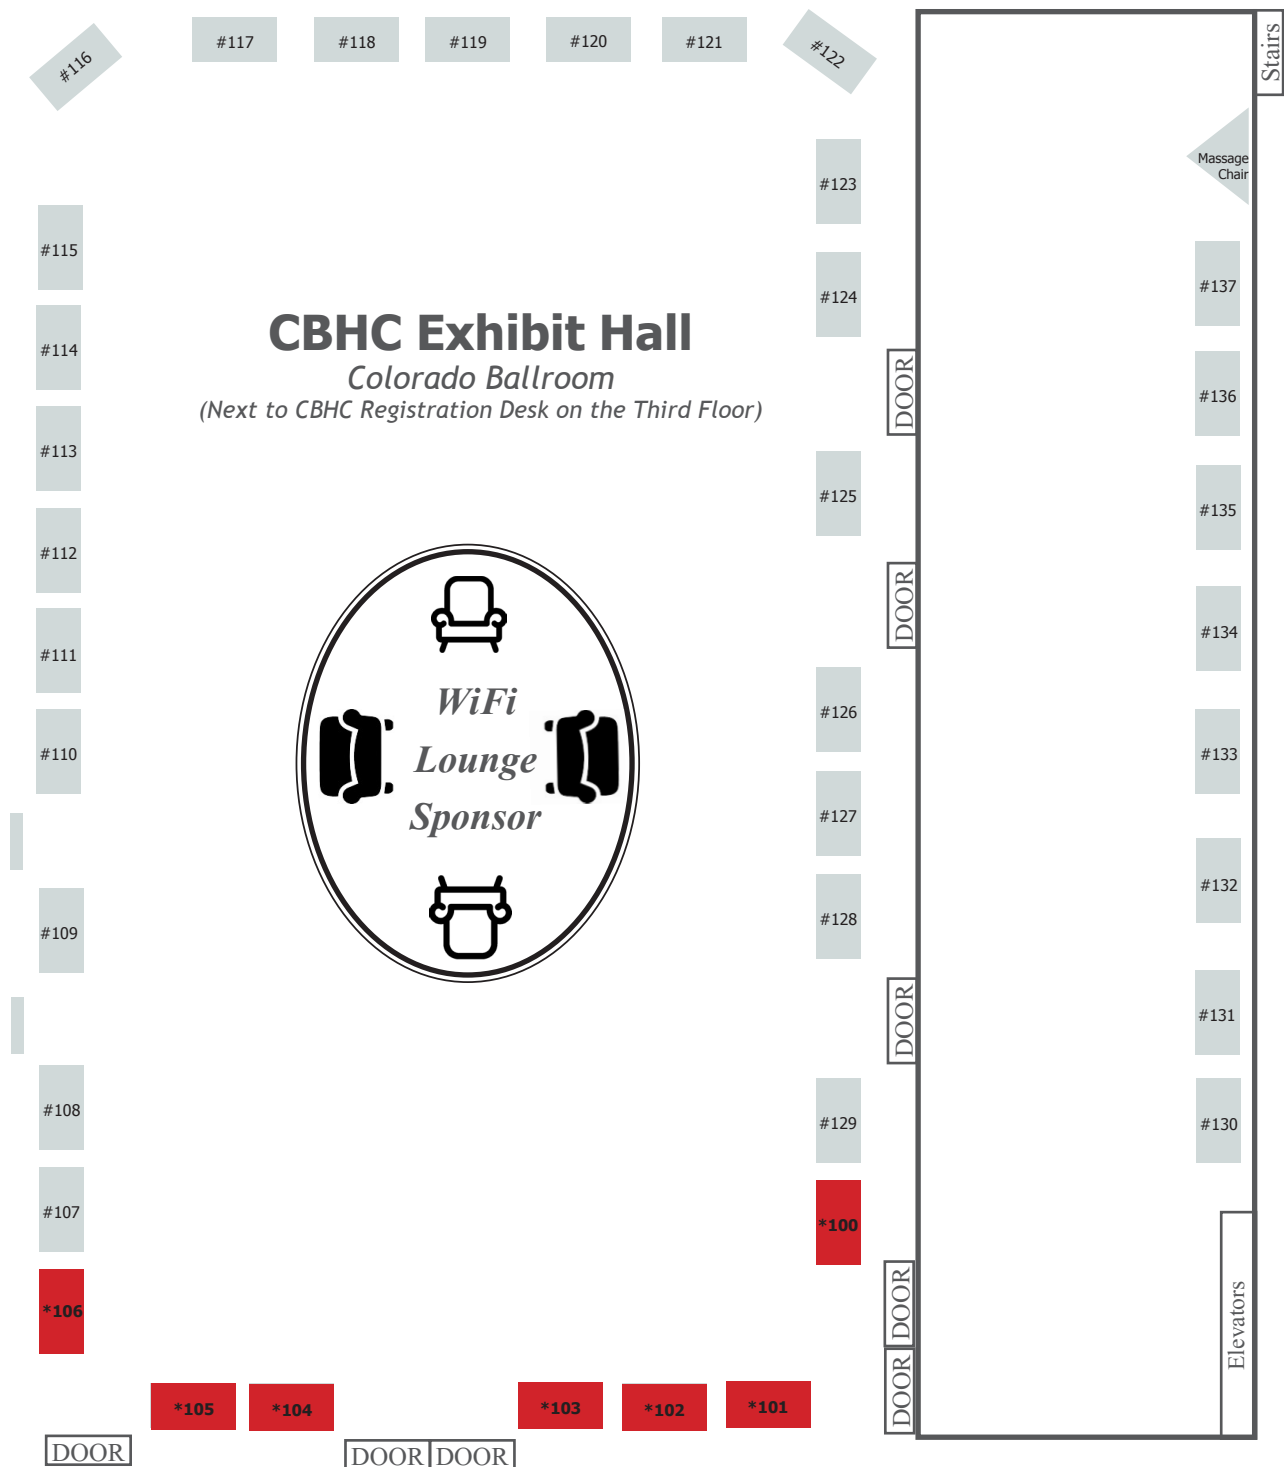 #116
#117
#118
#119
#120
#121
#122
Stairs
Massage
Chair
#123
#124
#125
#126
#127
#128
#129
*100
#115
#114
#113
#112
#111
#110
#109
#108
#107
*106
CBHC Exhibit Hall
Colorado Ballroom
(Next to CBHC Registration Desk on the Third Floor)
WiFi
Lounge
Sponsor
*105
*104
*103
*102
*101
DOOR
DOOR
DOOR
DOOR
DOOR
DOOR
DOOR
DOOR
#137
#136
#135
#134
#133
#132
#131
#130
Elevators